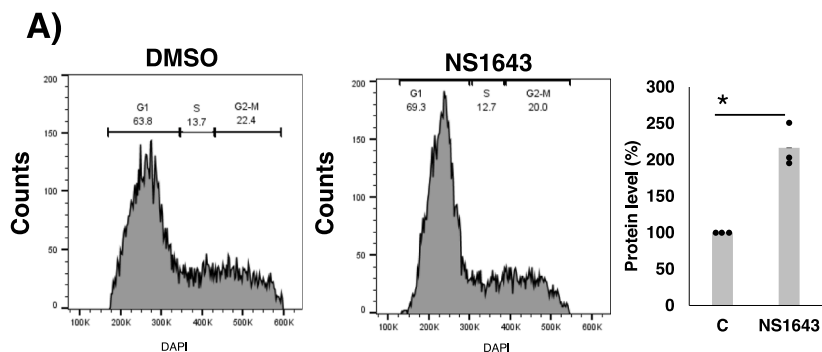 A)
DMSO
200
150
100
50
0
G1
63.8
S
13.7
G2-M
22.4
Counts
100K 200K 300K 400K 500K 600K
DAPI
NS1643
200
150
100
50
0
G1
69.3
S
12.7
G2-M
20.0
Counts
100K 200K 300K 400K 500K 600K
DAPI
300
250
200
150
100
50
0
Protein level (%)
*
C NS1643